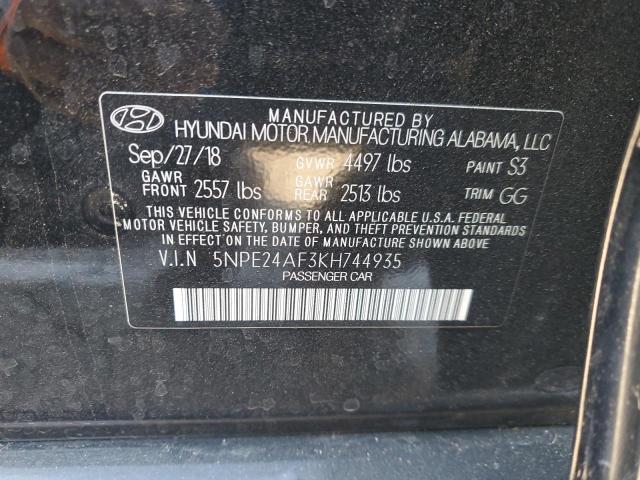 MANUFACTURED BY
HYUNDAI MOTOR MANUFACTURING ALABAMA, LLC
Sep/27/18 GVWR 4497 lbs PAINT S3
GAWR FRONT 2557 lbs GAWR REAR 2513 lbs TRIM GG
THIS VEHICLE CONFORMS TO ALL APPLICABLE U.S.A. FEDERAL
MOTOR VEHICLE SAFETY, BUMPER, AND THEFT PREVENTION STANDARDS
IN EFFECT ON THE DATE OF MANUFACTURE SHOWN ABOVE.
V.I.N 5NPE24AF3KH744935
PASSENGER CAR